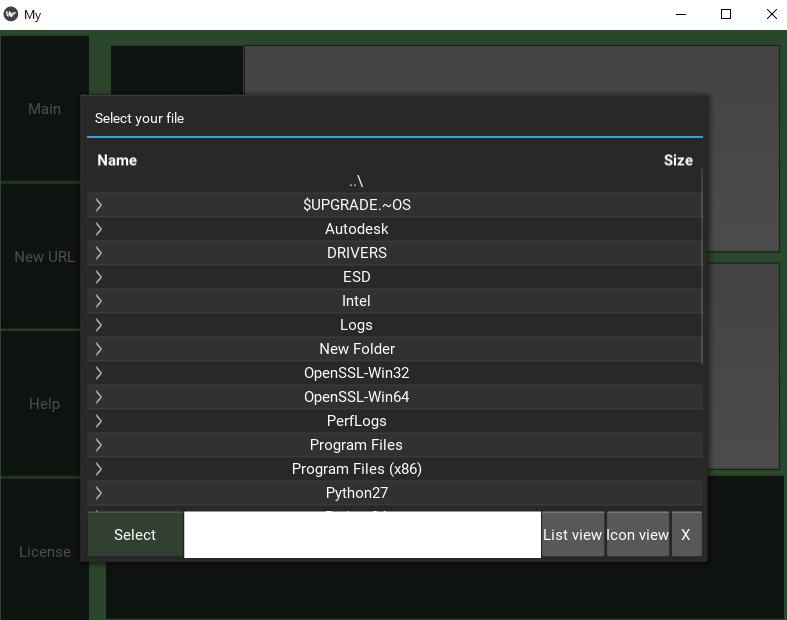 My
Main
New URL
Help
License
Select your file
Name Size
..\
$UPGRADE.~OS
Autodesk
DRIVERS
ESD
Intel
Logs
New Folder
OpenSSL-Win32
OpenSSL-Win64
PerfLogs
Program Files
Program Files (x86)
Python27
Select List view Icon view X